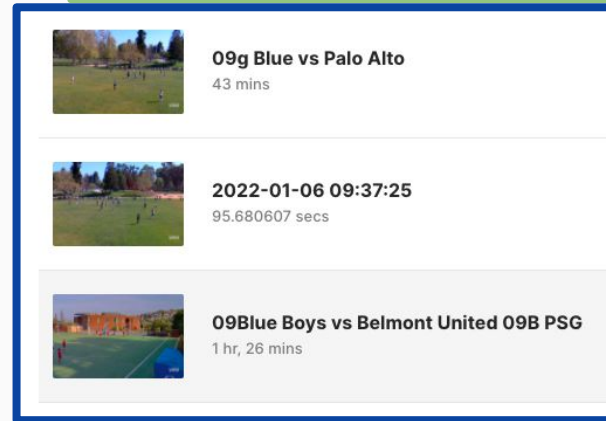 09g Blue vs Palo Alto
43 mins
2022-01-06 09:37:25
95.680607 secs
09Blue Boys vs Belmont United 09B PSG
1 hr, 26 mins